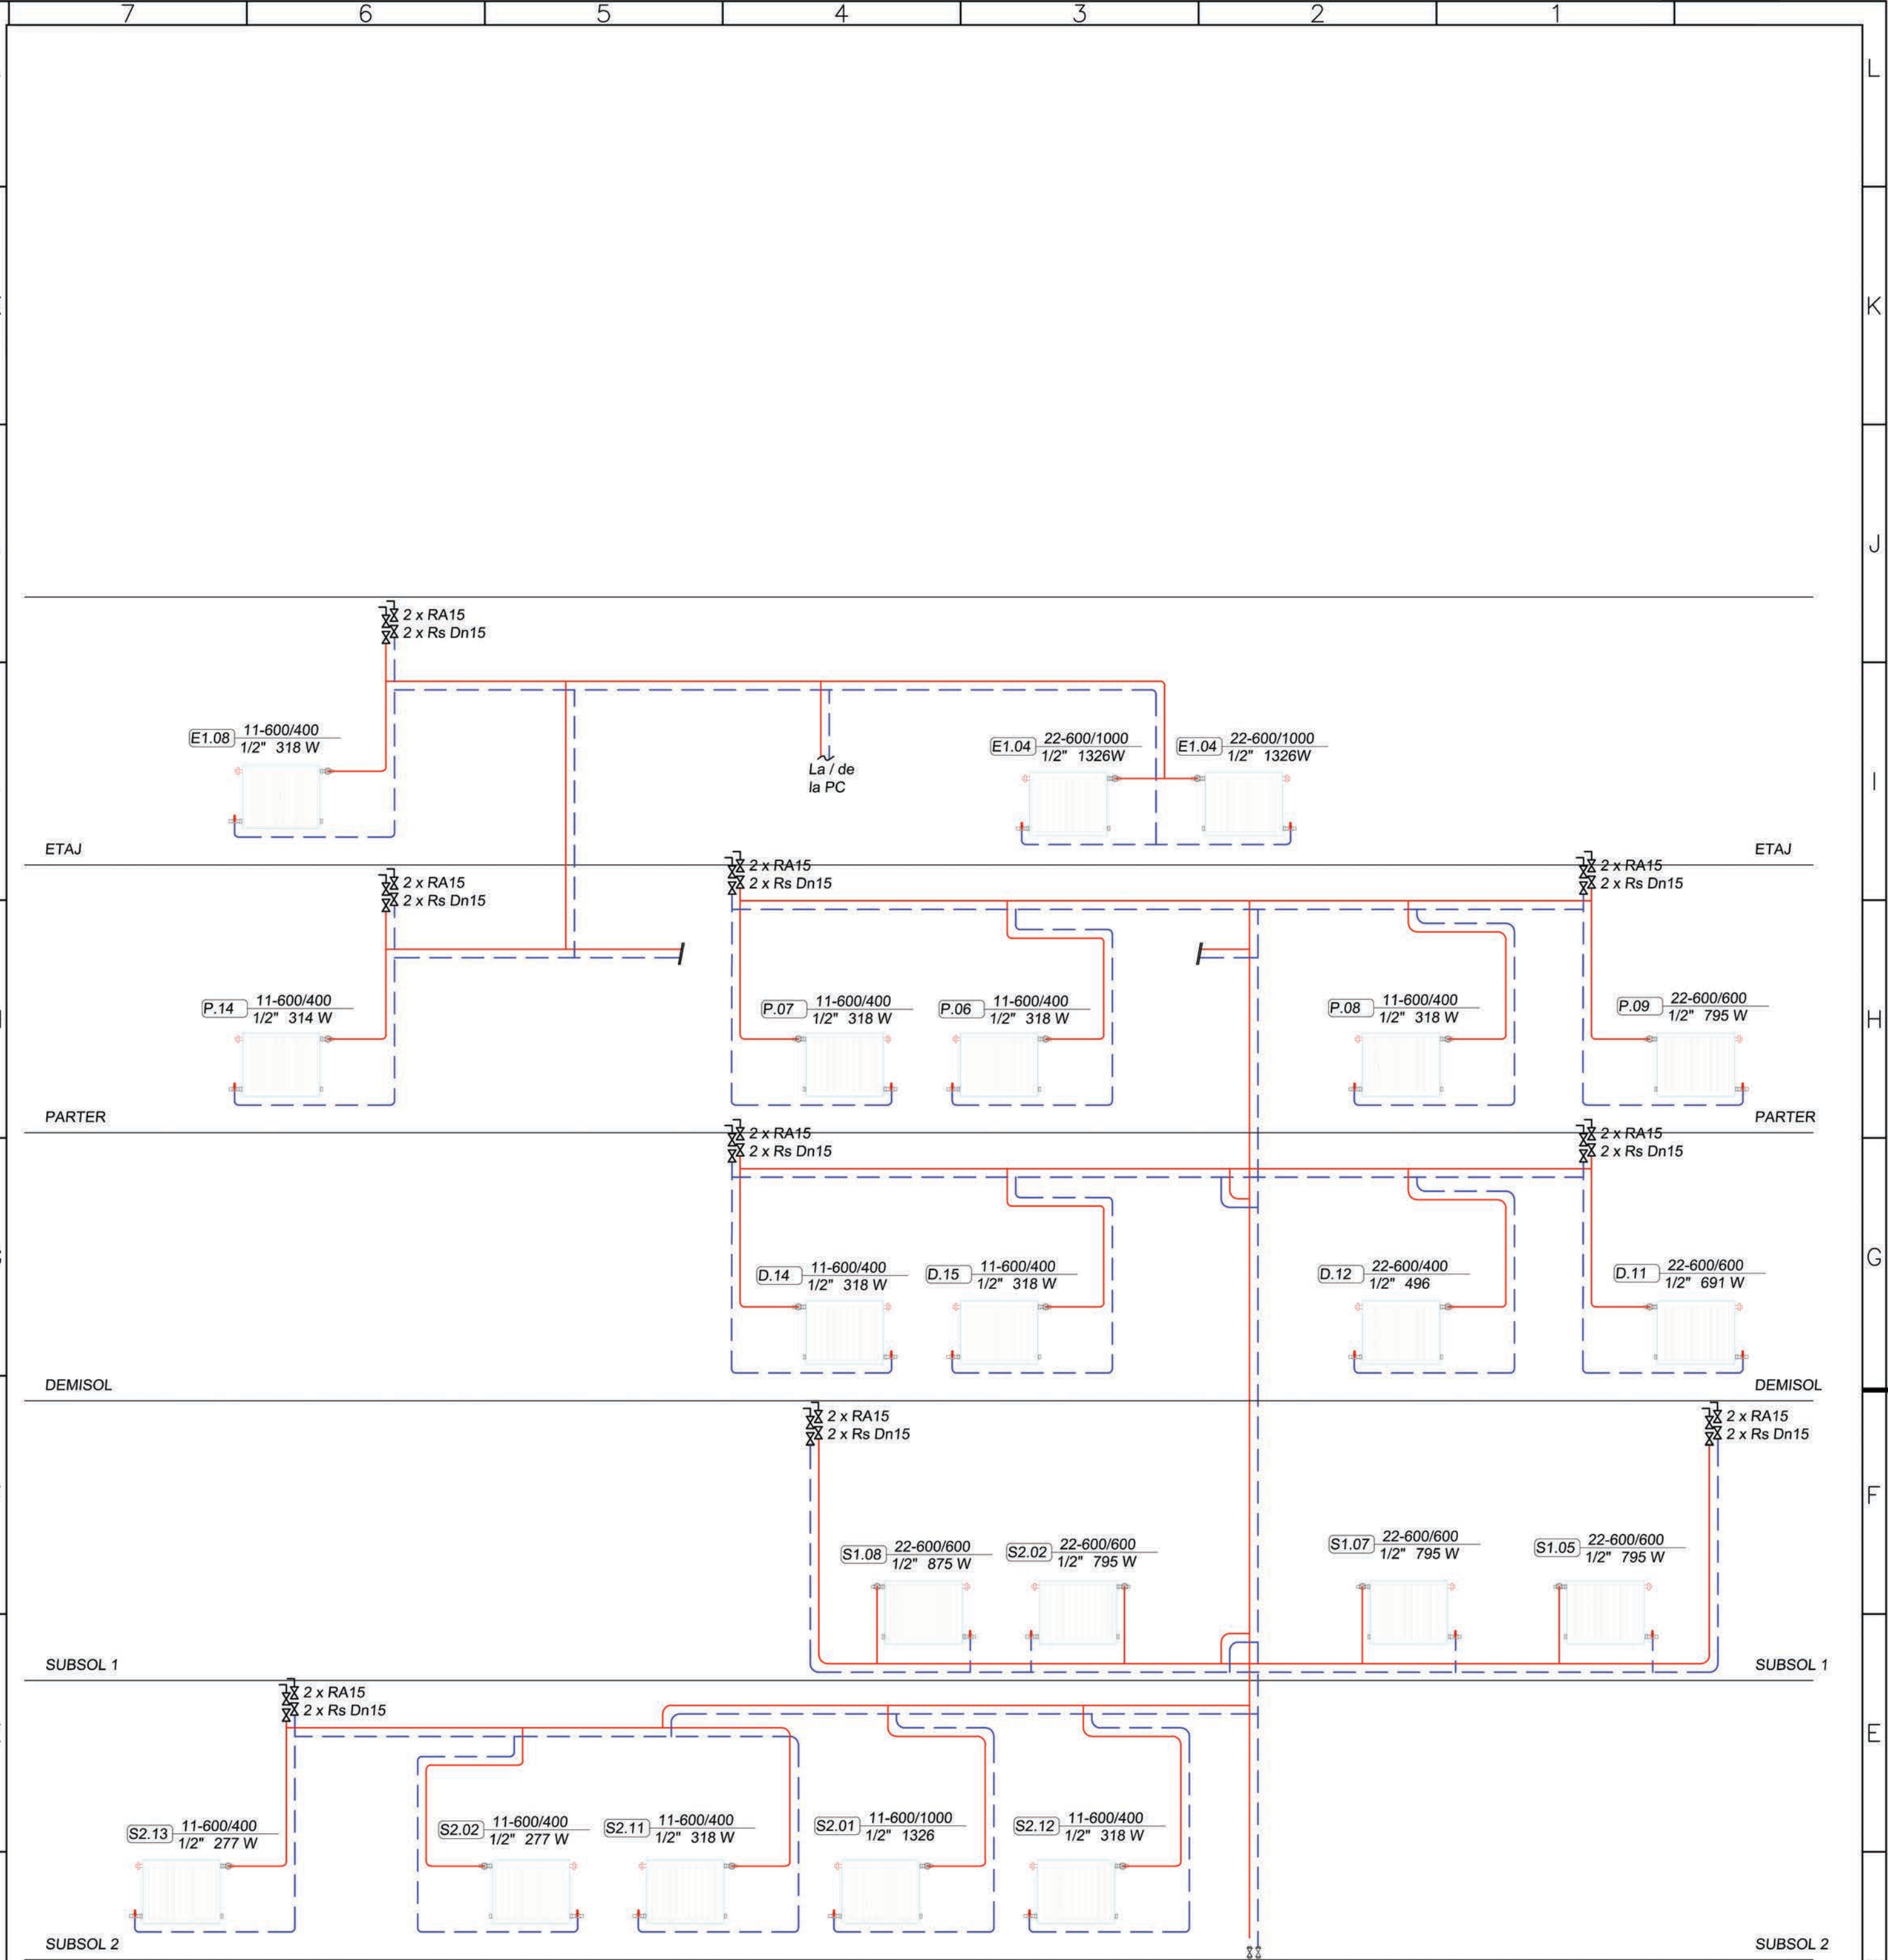 7 6 5 4 3 2 1
L
K
J
2 x RA15
2 x Rs Dn15
E1.08 11-600/400
1/2" 318 W
La / de
la PC
E1.04 22-600/1000
1/2" 1326W
E1.04 22-600/1000
1/2" 1326W
I
ETAJ ETAJ
2 x RA15
2 x Rs Dn15
2 x RA15
2 x Rs Dn15
2 x RA15
2 x Rs Dn15
P.14 11-600/400
1/2" 314 W
P.07 11-600/400
1/2" 318 W
P.06 11-600/400
1/2" 318 W
P.08 11-600/400
1/2" 318 W
P.09 22-600/600
1/2" 795 W
H
PARTER PARTER
2 x RA15
2 x Rs Dn15
2 x RA15
2 x Rs Dn15
D.14 11-600/400
1/2" 318 W
D.15 11-600/400
1/2" 318 W
D.12 22-600/400
1/2" 496
D.11 22-600/600
1/2" 691 W
G
DEMISOL DEMISOL
2 x RA15
2 x Rs Dn15
2 x RA15
2 x Rs Dn15
F
S1.08 22-600/600
1/2" 875 W
S2.02 22-600/600
1/2" 795 W
S1.07 22-600/600
1/2" 795 W
S1.05 22-600/600
1/2" 795 W
SUBSOL 1 SUBSOL 1
2 x RA15
2 x Rs Dn15
E
S2.13 11-600/400
1/2" 277 W
S2.02 11-600/400
1/2" 277 W
S2.11 11-600/400
1/2" 318 W
S2.01 11-600/1000
1/2" 1326
S2.12 11-600/400
1/2" 318 W
SUBSOL 2 SUBSOL 2